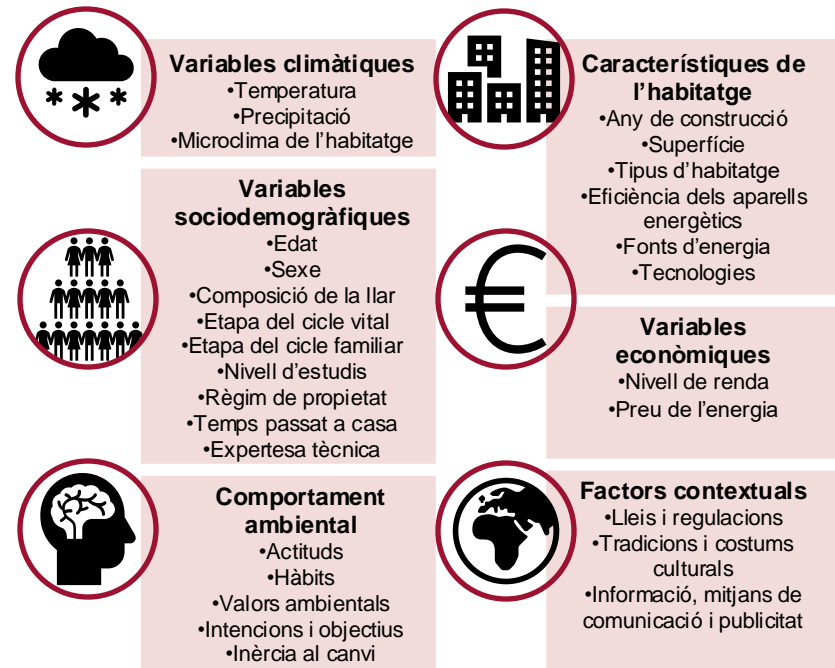 Variables climàtiques
•Temperatura
•Precipitació
•Microclima de l’habitatge
Variables
sociodemogràfiques
•Edat
•Sexe
•Composició de la llar
•Etapa del cicle vital
•Etapa del cicle familiar
•Nivell d’estudis
•Règim de propietat
•Temps passat a casa
•Expertesa tècnica
Comportament
ambiental
•Actituds
•Hàbits
•Valors ambientals
•Intencions i objectius
•Inèrcia al canvi
Característiques de
l’habitatge
•Any de construcció
•Superfície
•Tipus d’habitatge
•Eficiència dels aparells
energètics
•Fonts d’energia
•Tecnologies
Variables
econòmiques
•Nivell de renda
•Preu de l’energia
Factors contextuals
•Lleis i regulacions
•Tradicions i costums
culturals
•Informació, mitjans de
comunicació i publicitat